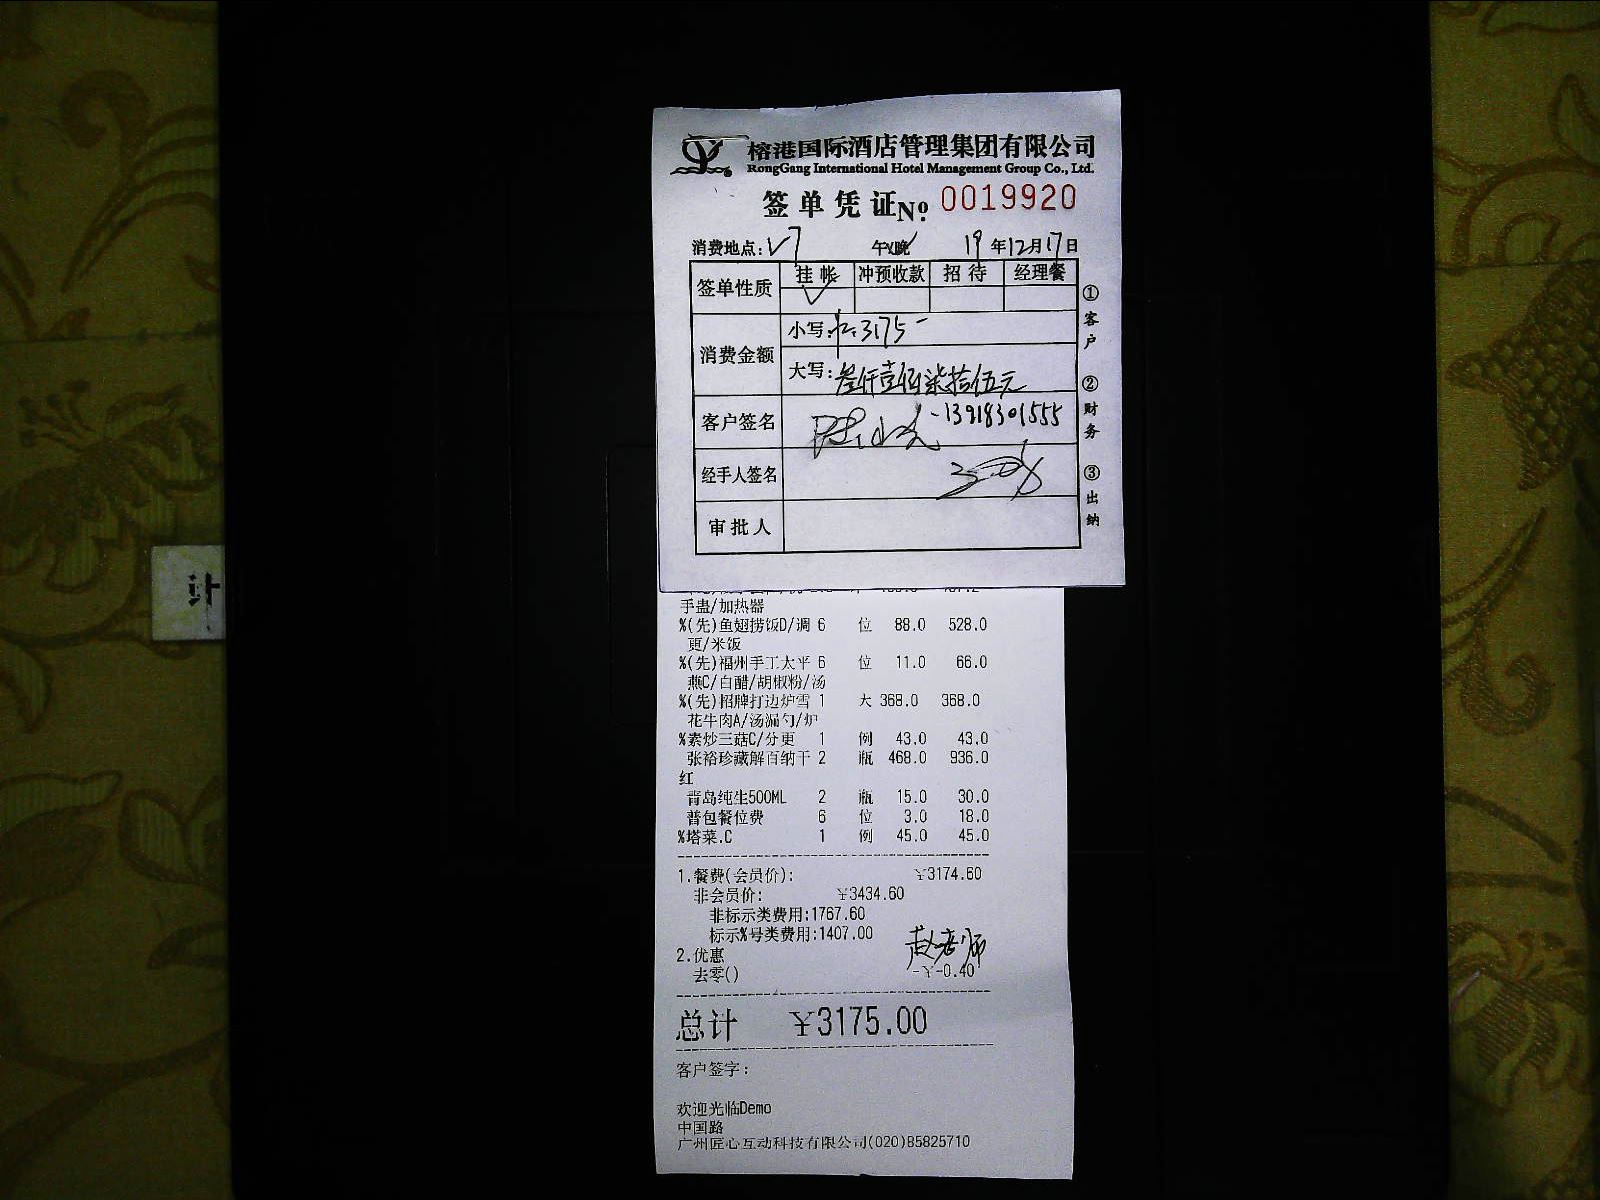 榕港国际酒店管理集团有限公司
RongGang International Hotel Management Group Co., Ltd.
签单凭证 No. 0019920
消费地点: V7 午\晚 19年12月17日
签单性质 挂帐 冲预收款 招待 经理餐
✓
消费金额 小写: 3175-
大写: 叁仟壹佰柒拾伍元
客户签名 13918301555
经手人签名
审批人
①客户 ②财务 ③出纳
计
手蛊/加热器
%(先)鱼翅捞饭D/调 6 位 88.0 528.0
更/米饭
%(先)福州手工太平 6 位 11.0 66.0
燕C/白醋/胡椒粉/汤
%(先)招牌打边炉雪 1 大 368.0 368.0
花牛肉A/汤漏勺/炉
%素炒三菇C/分更 1 例 43.0 43.0
张裕珍藏解百纳干 2 瓶 468.0 936.0
红
青岛纯生500ML 2 瓶 15.0 30.0
普包餐位费 6 位 3.0 18.0
%塔菜.C 1 例 45.0 45.0
1.餐费(会员价): ¥3174.60
非会员价: ¥3434.60
非标示类费用:1767.60
标示%号类费用:1407.00
赵老师
2.优惠
去零() -¥-0.40
总计 ¥3175.00
客户签字:
欢迎光临Demo
中国路
广州匠心互动科技有限公司(020)85825710